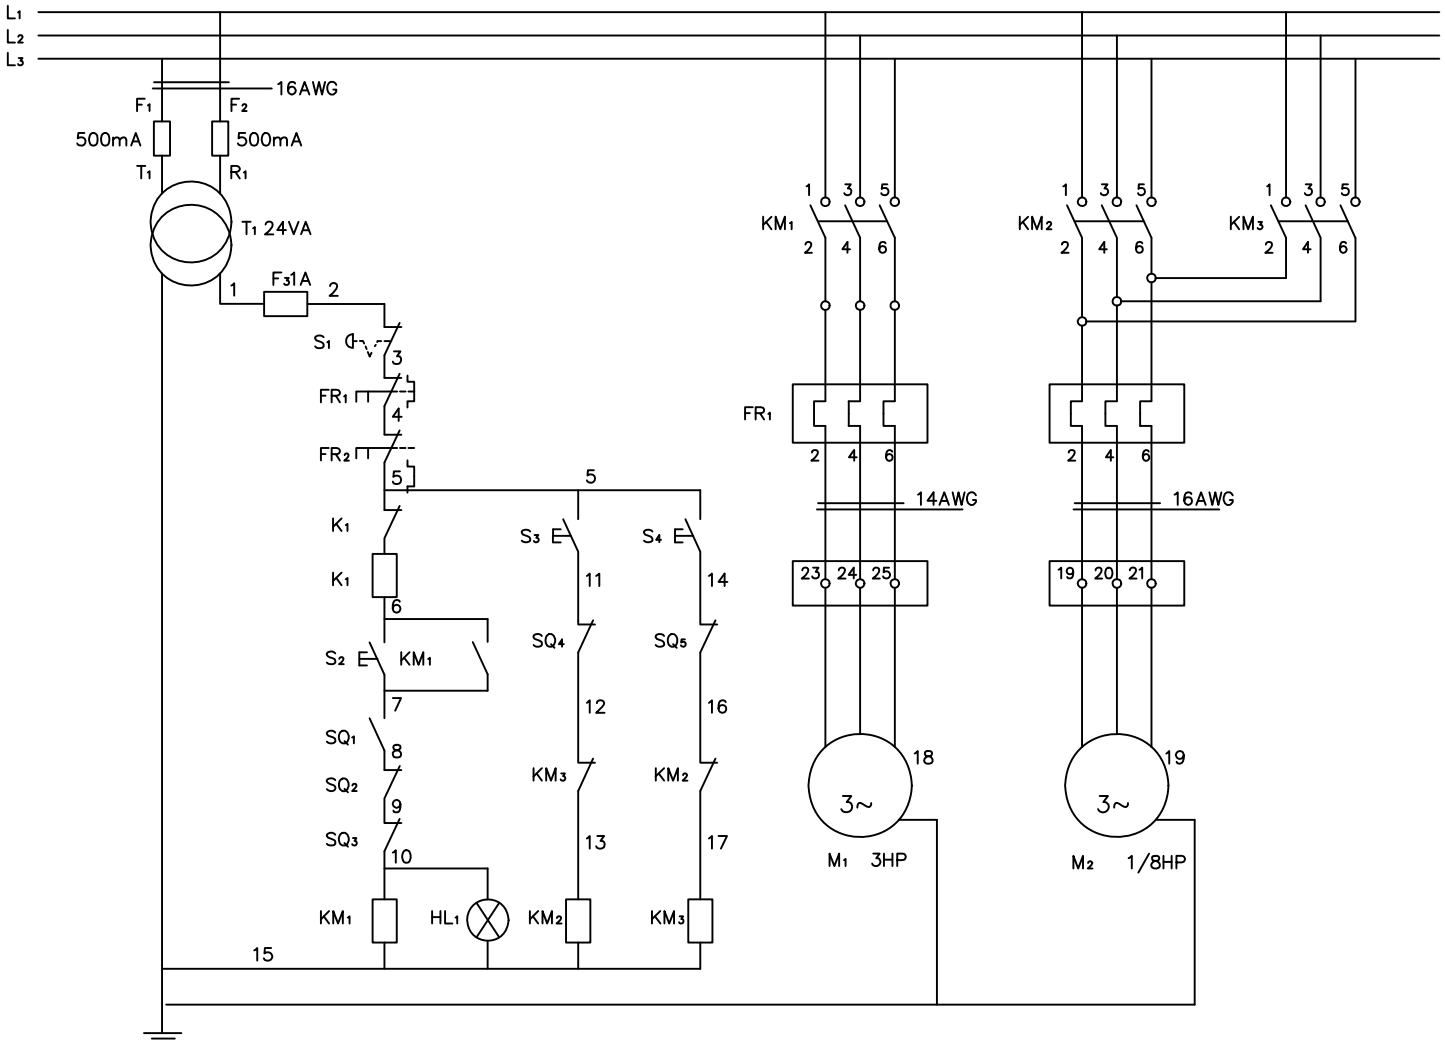 L1
L2
L3
16AWG
F1 F2
500mA 500mA
T1 R1
T1 24VA
F31A
1 2
S1
3
FR1
4
FR2
5 5
K1
K1
6
S2 KM1
7
SQ1
8
SQ2
9
SQ3
10
KM1 HL1 KM2 KM3
15
S3 S4
11 14
SQ4 SQ5
12 16
KM3 KM2
13 17
1 3 5
KM1
2 4 6
FR1
2 4 6
14AWG
23 24 25
18
3~
M1 3HP
1 3 5 1 3 5
KM2 KM3
2 4 6 2 4 6
2 4 6
16AWG
19 20 21
19
3~
M2 1/8HP